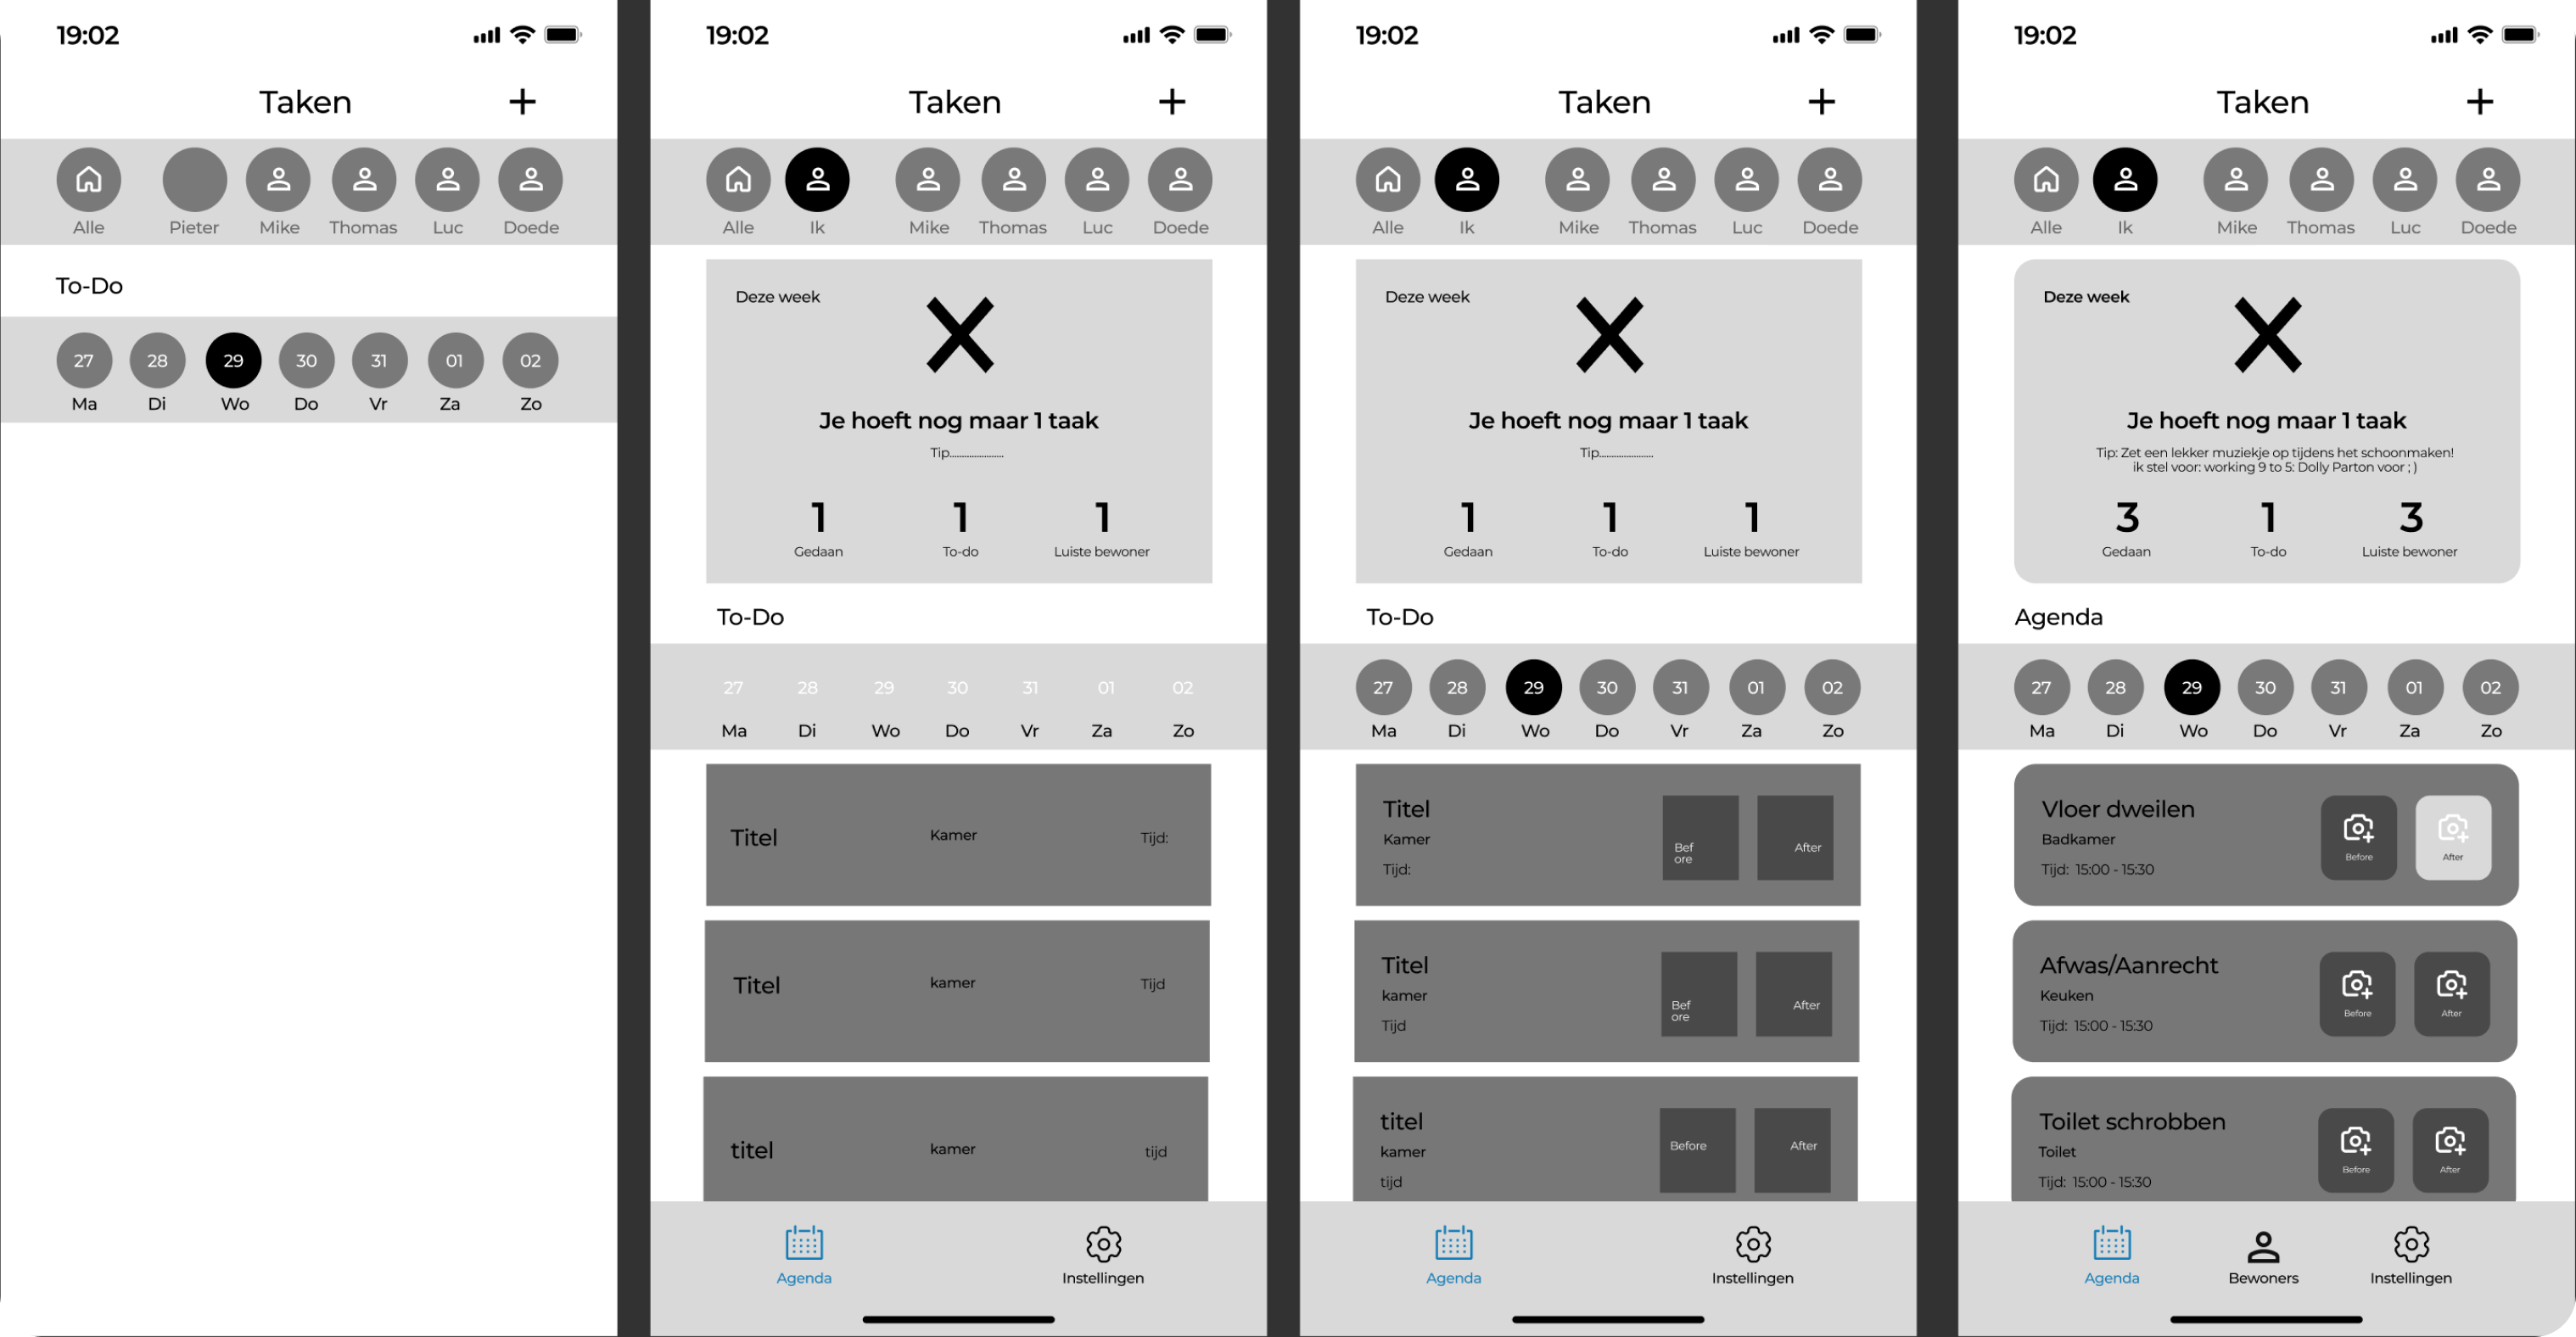 19:02
Taken
Alle Pieter Mike Thomas Luc Doede
To-Do
27 28 29 30 31 01 02
Ma Di Wo Do Vr Za Zo
19:02
Taken
Alle Ik Mike Thomas Luc Doede
Deze week
Je hoeft nog maar 1 taak
Tip.....................
1 1 1
Gedaan To-do Luiste bewoner
To-Do
27 28 29 30 31 01 02
Ma Di Wo Do Vr Za Zo
Titel Kamer Tijd:
Titel kamer Tijd
titel kamer tijd
Agenda Instellingen
19:02
Taken
Alle Ik Mike Thomas Luc Doede
Deze week
Je hoeft nog maar 1 taak
Tip.....................
1 1 1
Gedaan To-do Luiste bewoner
To-Do
27 28 29 30 31 01 02
Ma Di Wo Do Vr Za Zo
Titel
Kamer
Tijd:
Bef
ore
After
Titel
kamer
Tijd
Bef
ore
After
titel
kamer
tijd
Before After
Agenda Instellingen
19:02
Taken
Alle Ik Mike Thomas Luc Doede
Deze week
Je hoeft nog maar 1 taak
Tip: Zet een lekker muziekje op tijdens het schoonmaken!
ik stel voor: working 9 to 5: Dolly Parton voor ; )
3 1 3
Gedaan To-do Luiste bewoner
Agenda
27 28 29 30 31 01 02
Ma Di Wo Do Vr Za Zo
Vloer dweilen
Badkamer
Tijd: 15:00 - 15:30
Before After
Afwas/Aanrecht
Keuken
Tijd: 15:00 - 15:30
Before After
Toilet schrobben
Toilet
Tijd: 15:00 - 15:30
Before After
Agenda Bewoners Instellingen